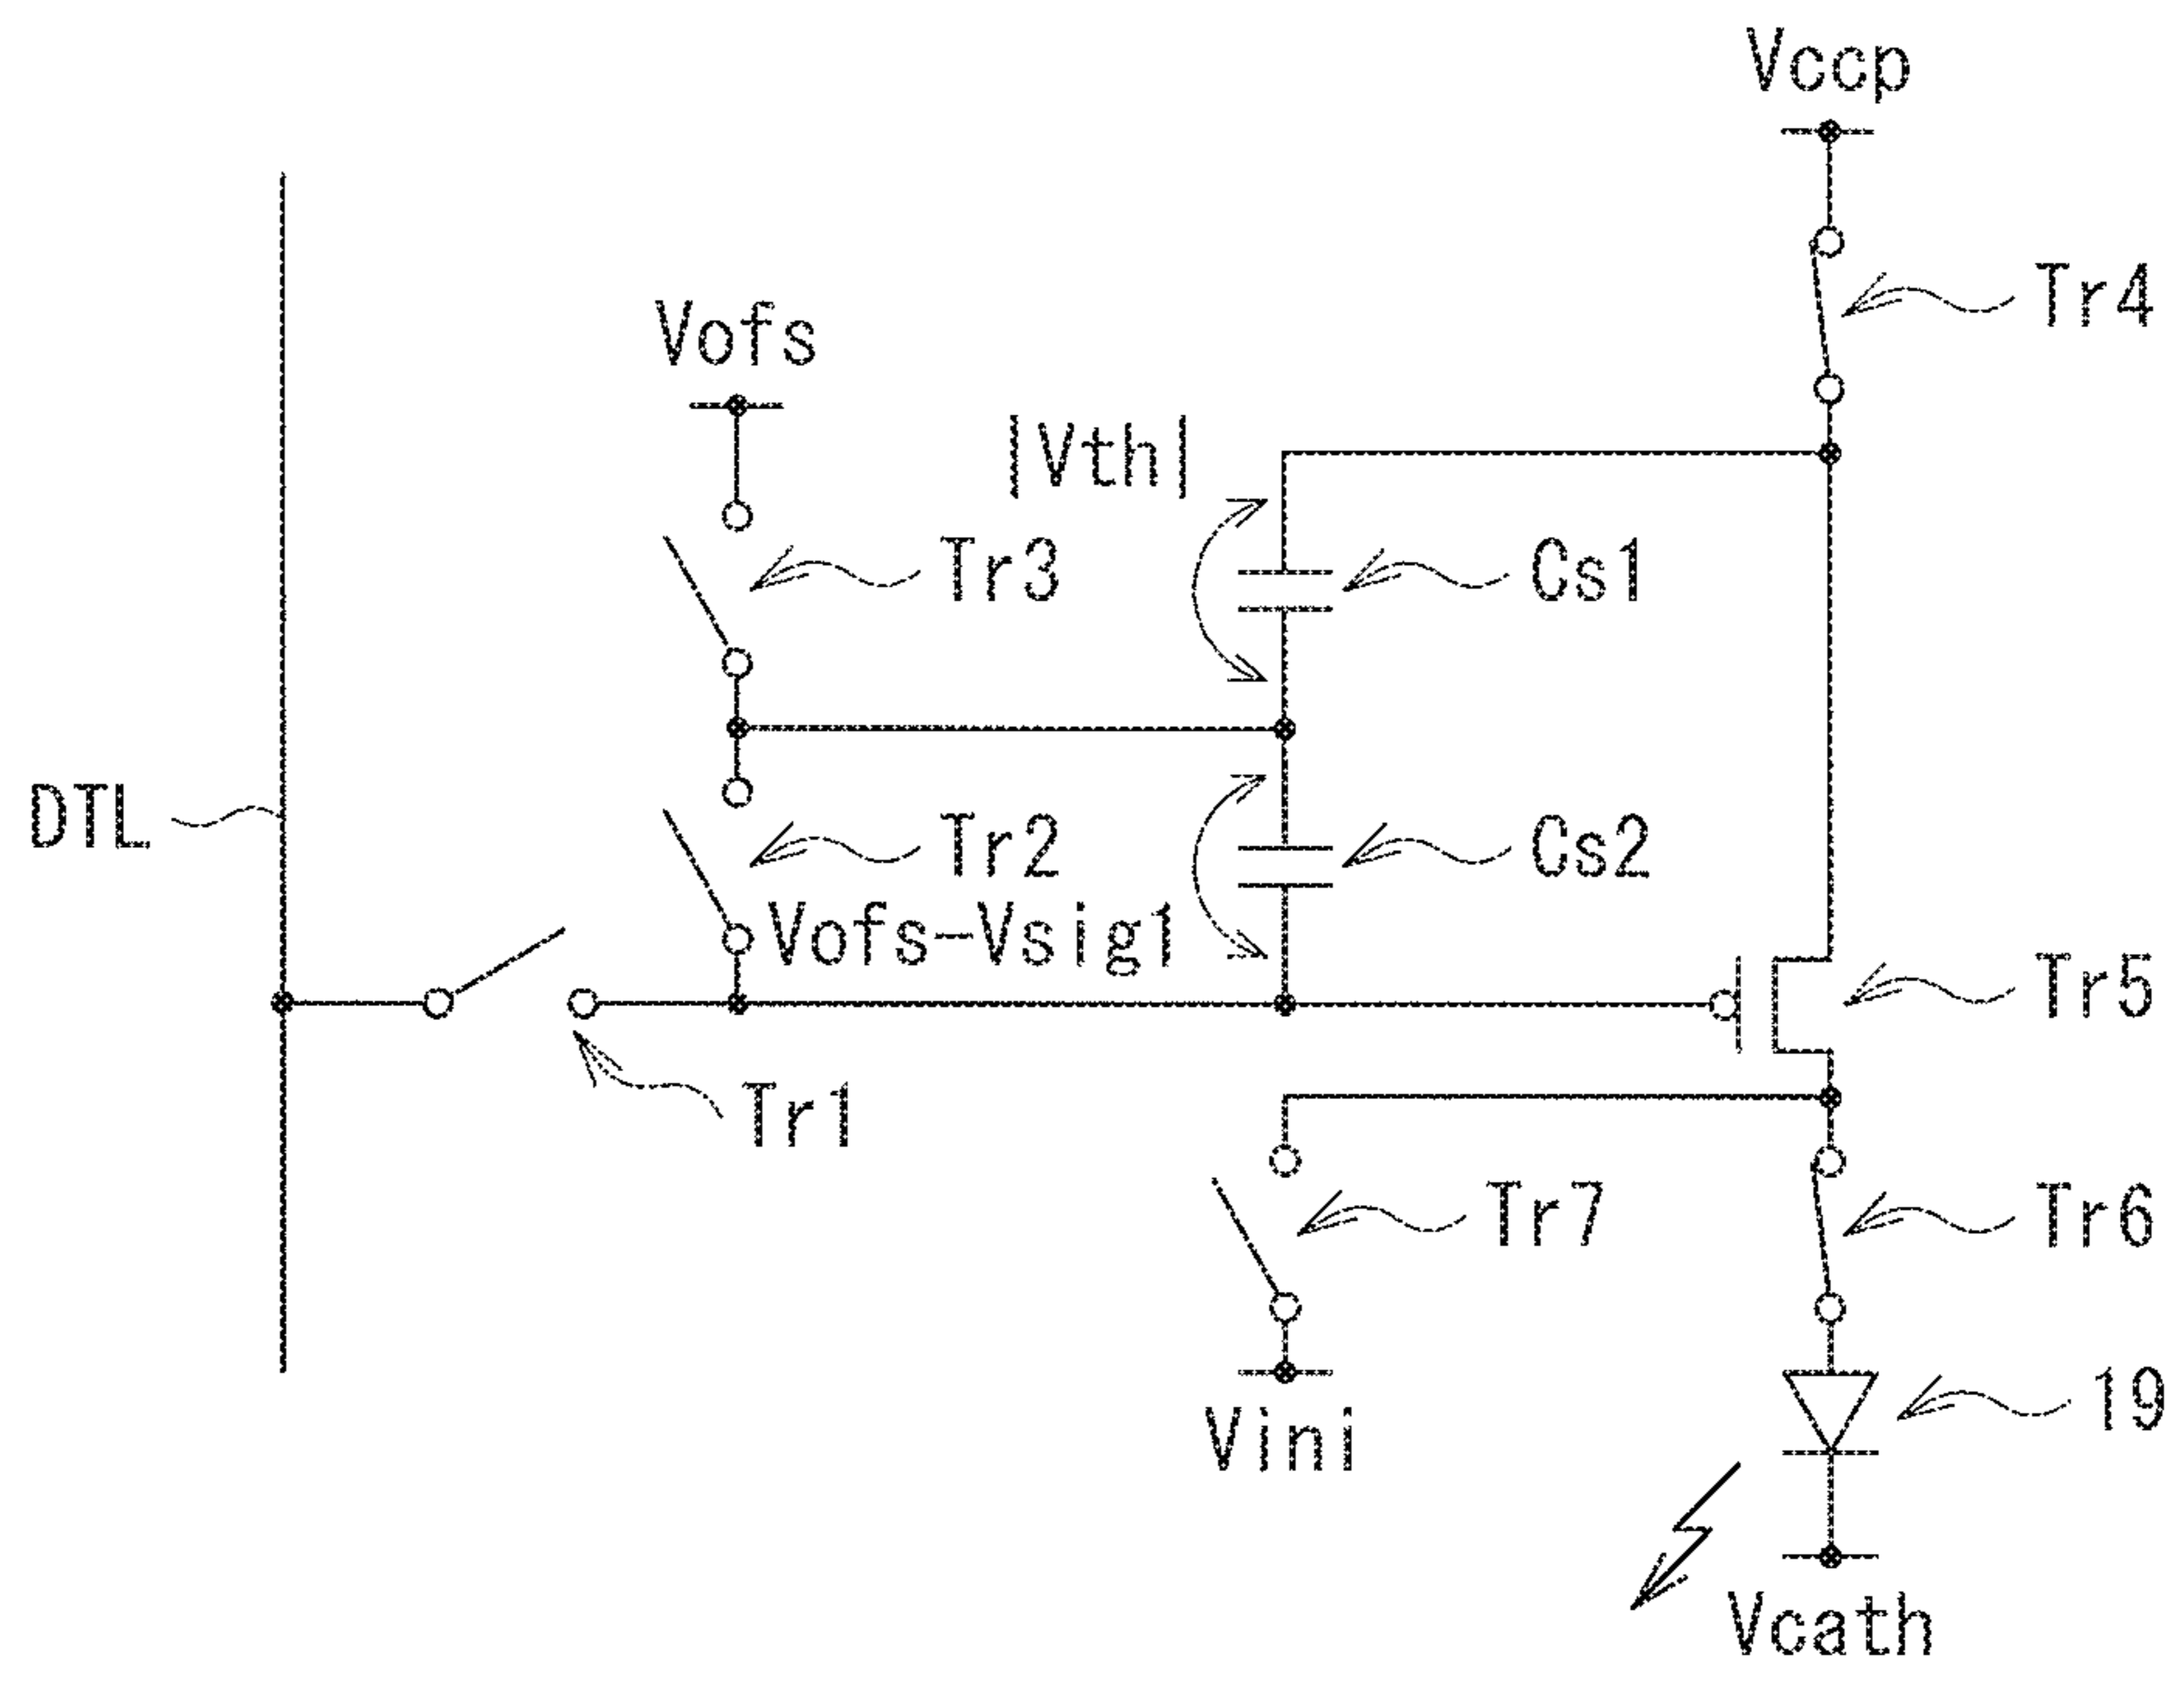 Vccp
Tr4
Vofs
|Vth|
Tr3
Cs1
DTL
Tr2
Cs2
Vofs-Vsig1
Tr5
Tr1
Tr7
Tr6
19
Vini
Vcath